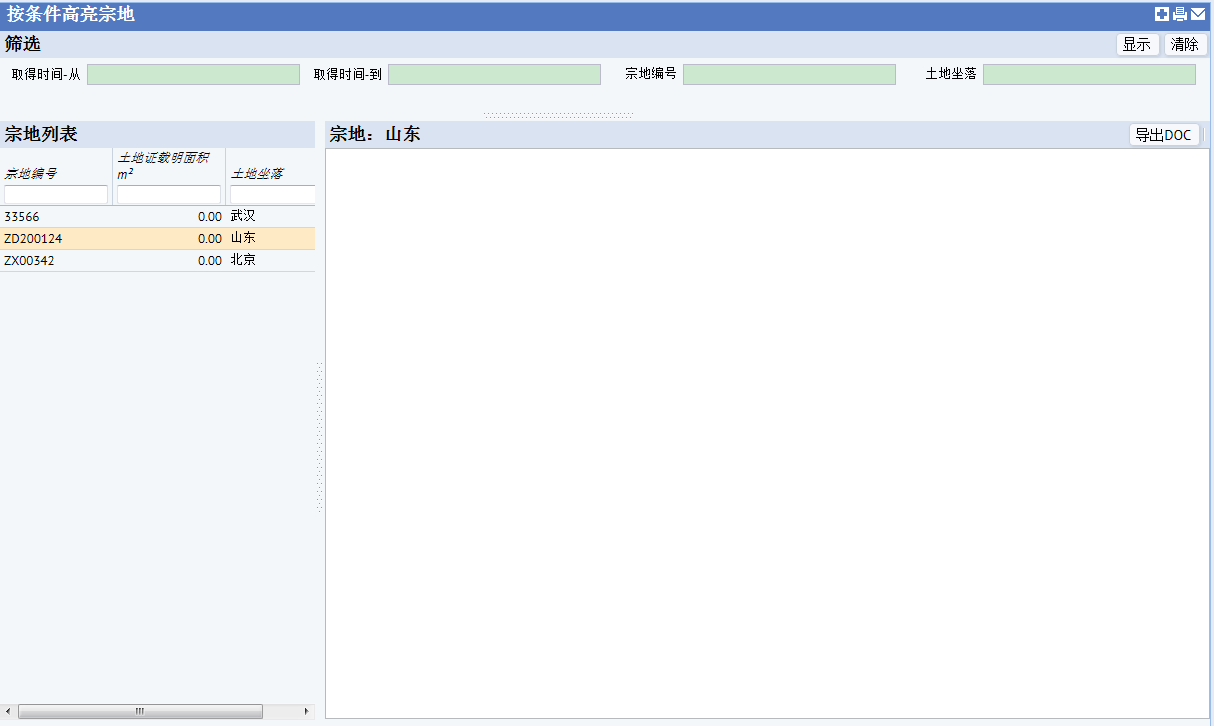 按条件高亮宗地
筛选
显示 清除
取得时间-从 取得时间-到 宗地编号 土地坐落
宗地列表
宗地编号 土地证载明面积 m² 土地坐落
33566 0.00 武汉
ZD200124 0.00 山东
ZX00342 0.00 北京
宗地：山东
导出DOC